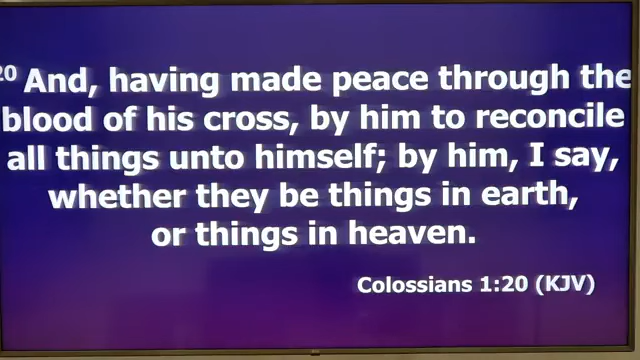 20 And, having made peace through the
blood of his cross, by him to reconcile
all things unto himself; by him, I say,
whether they be things in earth,
or things in heaven.
Colossians 1:20 (KJV)